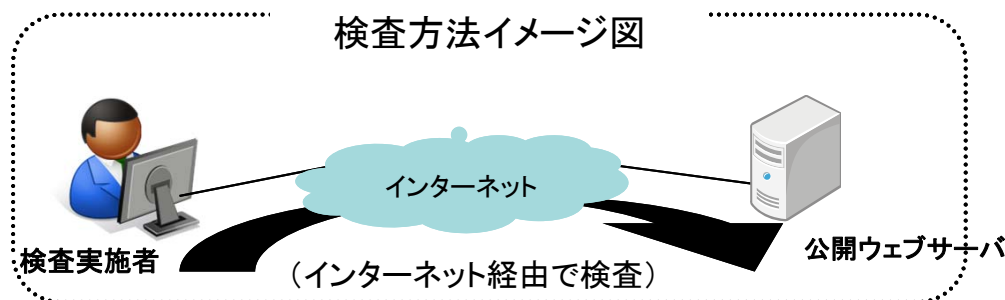 検査方法イメージ図
インターネット
検査実施者
公開ウェブサーバ
（インターネット経由で検査）